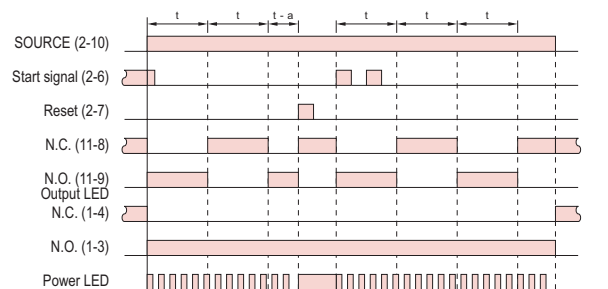 t t t - a t t t
SOURCE (2-10)
Start signal (2-6)
Reset (2-7)
N.C. (11-8)
N.O. (11-9)
Output LED
N.C. (1-4)
N.O. (1-3)
Power LED